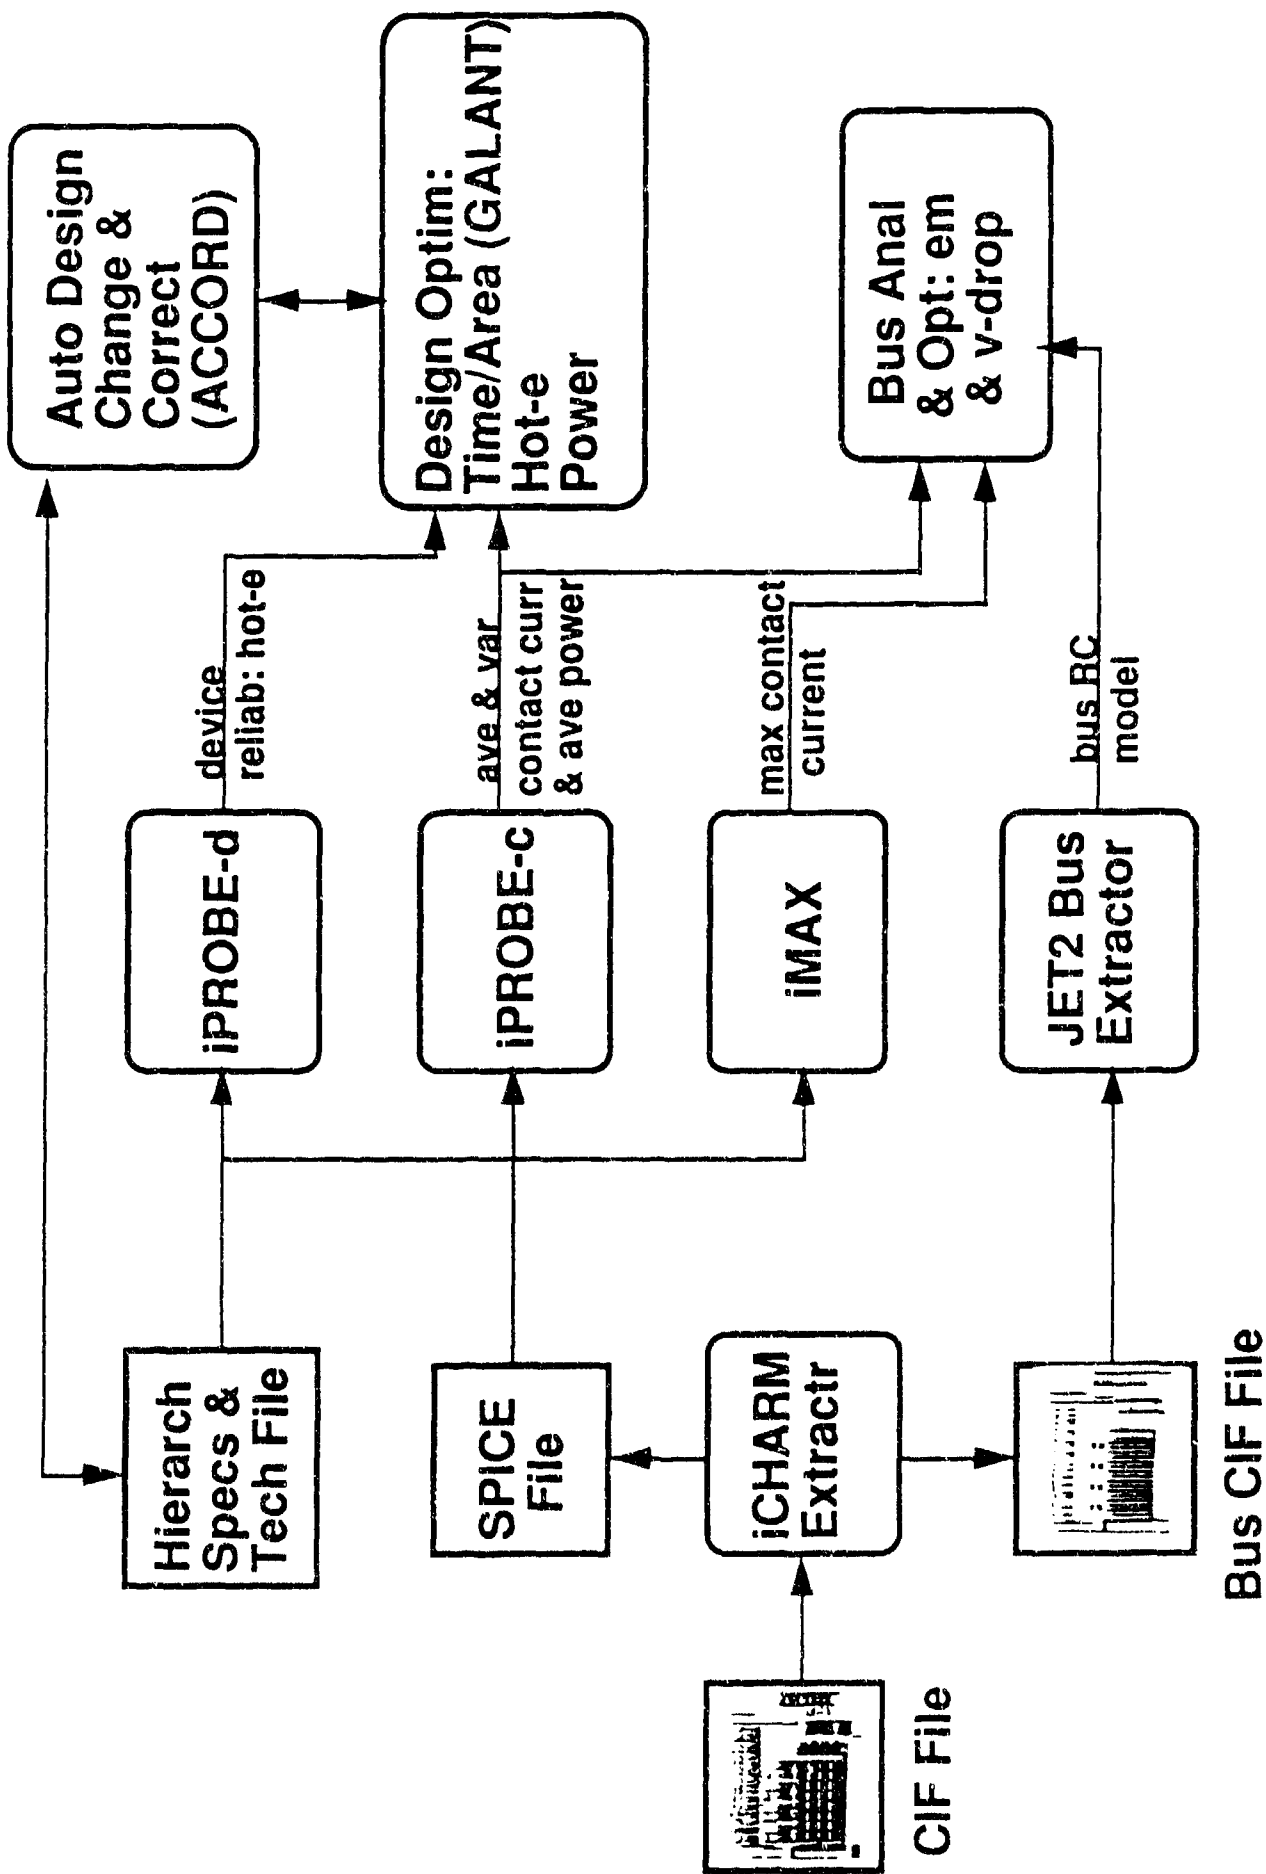 Auto Design
Change &
Correct
(ACCORD)
Design Optim:
Time/Area (GALANT)
Hot-e
Power
Bus Anal
& Opt: em
& v-drop
device
reliab: hot-e
ave & var
contact curr
& ave power
max contact
current
bus RC
model
iPROBE-d
iPROBE-c
iMAX
JET2 Bus
Extractor
Hierarch
Specs &
Tech File
SPICE
File
iCHARM
Extractr
Bus CIF File
CIF File